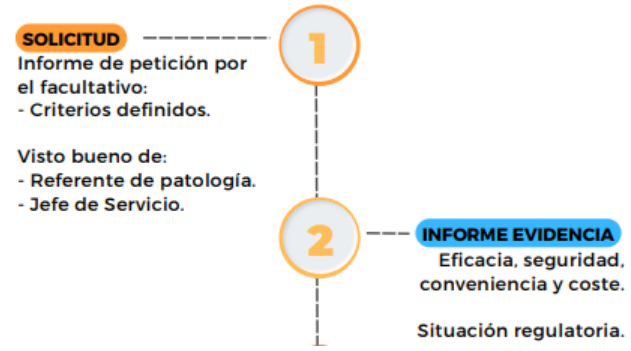 1
SOLICITUD
Informe de petición por
el facultativo:
- Criterios definidos.
Visto bueno de:
- Referente de patología.
- Jefe de Servicio.
2
INFORME EVIDENCIA
Eficacia, seguridad,
conveniencia y coste.
Situación regulatoria.